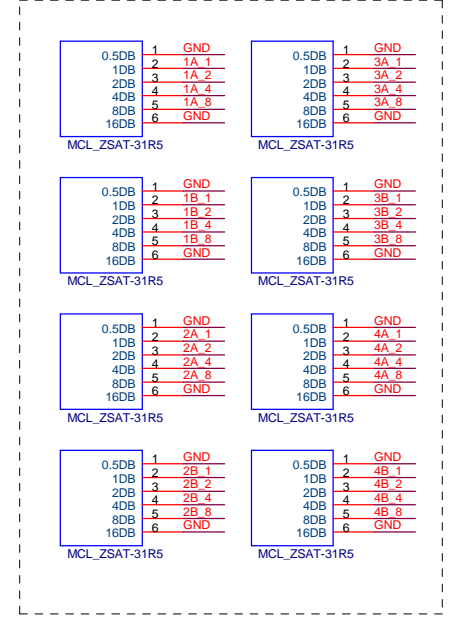 0.5DB 1 GND
1DB 2 1A_1
2DB 3 1A_2
4DB 4 1A_4
8DB 5 1A_8
16DB 6 GND
MCL_ZSAT-31R5
0.5DB 1 GND
1DB 2 3A_1
2DB 3 3A_2
4DB 4 3A_4
8DB 5 3A_8
16DB 6 GND
MCL_ZSAT-31R5
0.5DB 1 GND
1DB 2 1B_1
2DB 3 1B_2
4DB 4 1B_4
8DB 5 1B_8
16DB 6 GND
MCL_ZSAT-31R5
0.5DB 1 GND
1DB 2 3B_1
2DB 3 3B_2
4DB 4 3B_4
8DB 5 3B_8
16DB 6 GND
MCL_ZSAT-31R5
0.5DB 1 GND
1DB 2 2A_1
2DB 3 2A_2
4DB 4 2A_4
8DB 5 2A_8
16DB 6 GND
MCL_ZSAT-31R5
0.5DB 1 GND
1DB 2 4A_1
2DB 3 4A_2
4DB 4 4A_4
8DB 5 4A_8
16DB 6 GND
MCL_ZSAT-31R5
0.5DB 1 GND
1DB 2 2B_1
2DB 3 2B_2
4DB 4 2B_4
8DB 5 2B_8
16DB 6 GND
MCL_ZSAT-31R5
0.5DB 1 GND
1DB 2 4B_1
2DB 3 4B_2
4DB 4 4B_4
8DB 5 4B_8
16DB 6 GND
MCL_ZSAT-31R5